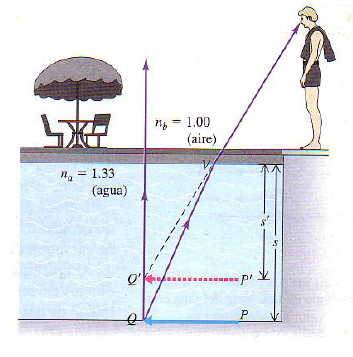 n_b = 1.00
(aire)
V
n_a = 1.33
(agua)
s'
s
Q'
P'
Q
P